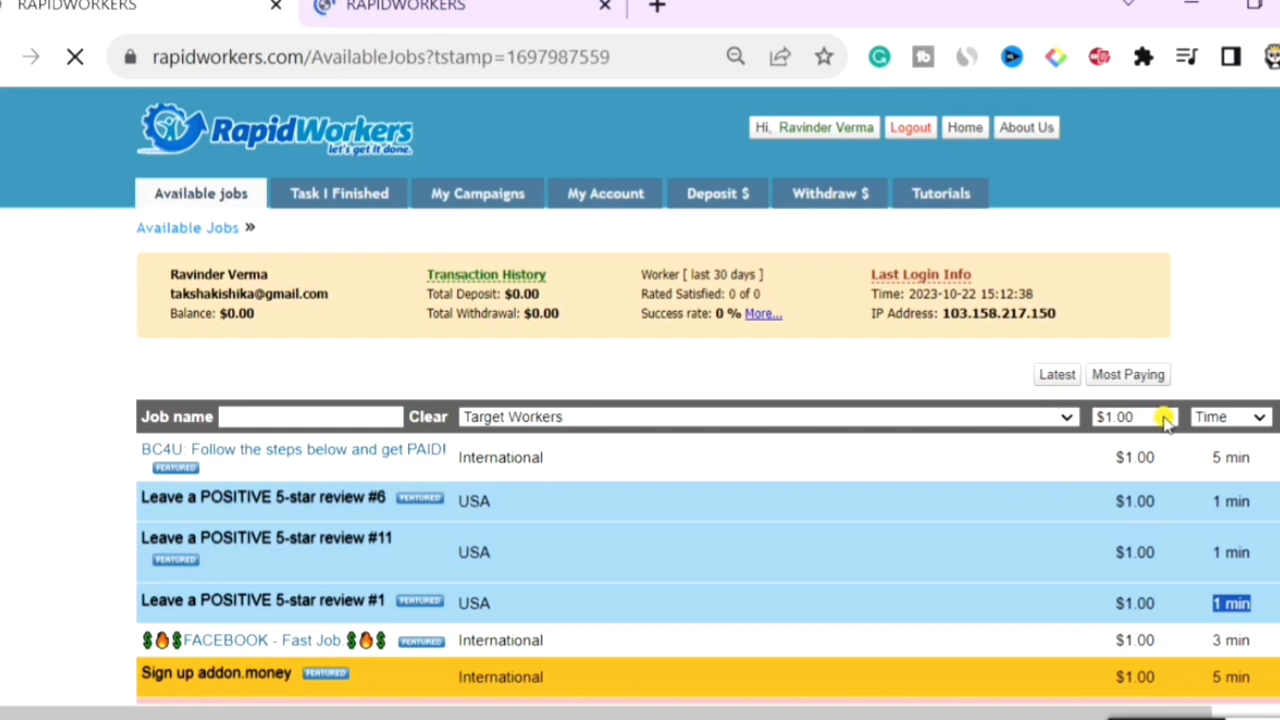 RAPIDWORKERS
RAPIDWORKERS
rapidworkers.com/AvailableJobs?tstamp=1697987559
RapidWorkers
let's get it done.
Hi, Ravinder Verma Logout Home About Us
Available jobs Task I Finished My Campaigns My Account Deposit $ Withdraw $ Tutorials
Available Jobs »
Ravinder Verma Transaction History Worker [ last 30 days ] Last Login Info
takshakishika@gmail.com Total Deposit: $0.00 Rated Satisfied: 0 of 0 Time: 2023-10-22 15:12:38
Balance: $0.00 Total Withdrawal: $0.00 Success rate: 0 % More... IP Address: 103.158.217.150
Latest Most Paying
Job name Clear Target Workers $1.00 Time
BC4U: Follow the steps below and get PAID! International $1.00 5 min
FEATURED
Leave a POSITIVE 5-star review #6 FEATURED USA $1.00 1 min
Leave a POSITIVE 5-star review #11 USA $1.00 1 min
FEATURED
Leave a POSITIVE 5-star review #1 FEATURED USA $1.00 1 min
💲🔥💲FACEBOOK - Fast Job 💲🔥💲 FEATURED International $1.00 3 min
Sign up addon.money FEATURED International $1.00 5 min